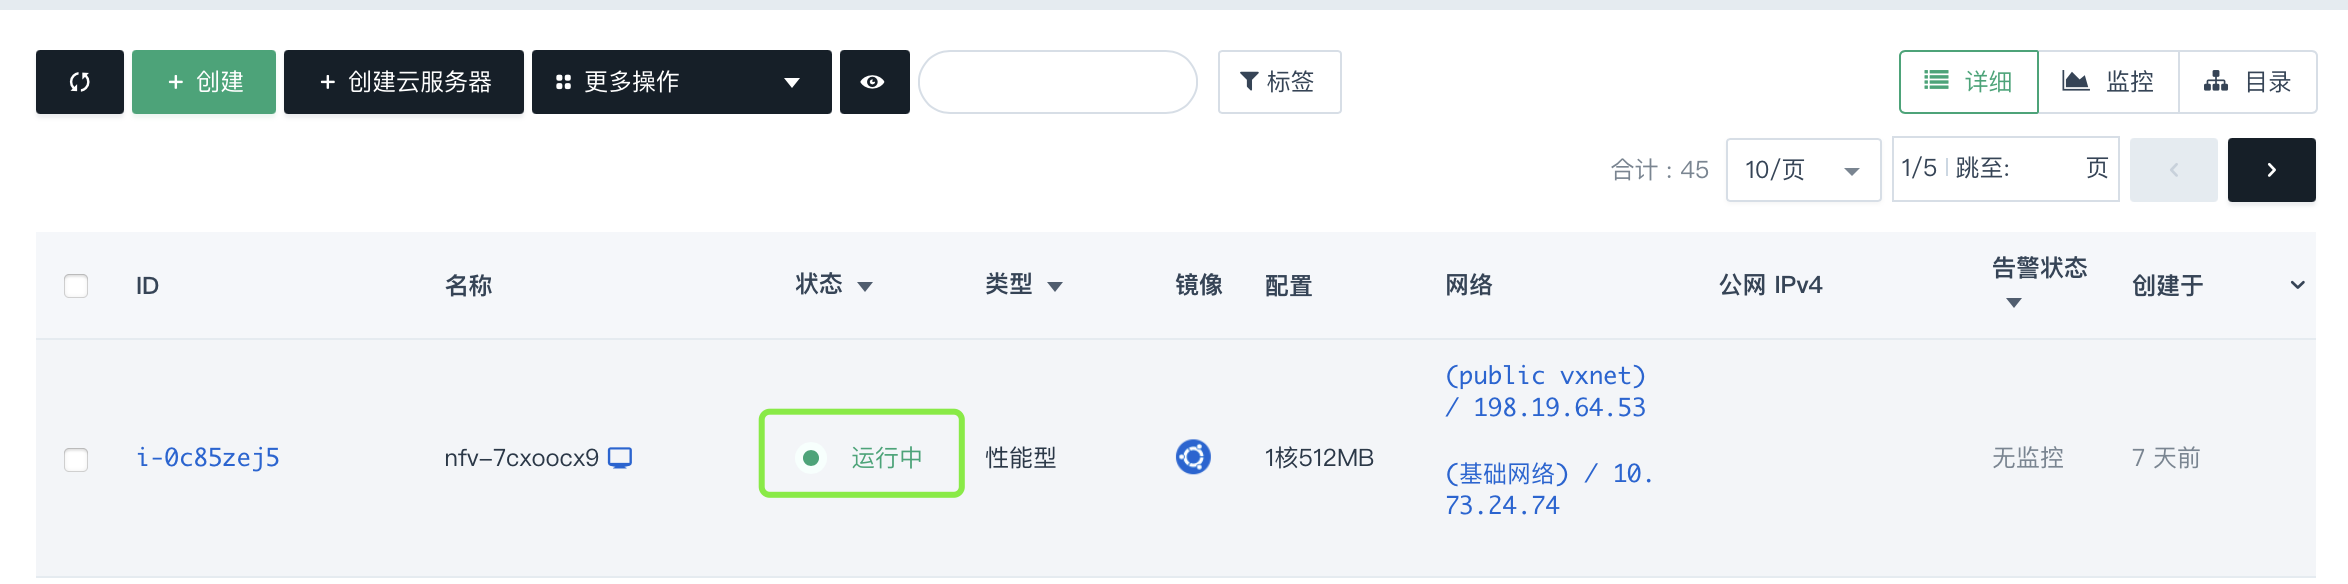 + 创建
+ 创建云服务器
更多操作
标签
详细
监控
目录
合计：45
10/页
1/5
跳至:
页
ID
名称
状态
类型
镜像
配置
网络
公网 IPv4
告警状态
创建于
i-0c85zej5
nfv-7cxoocx9
运行中
性能型
1核512MB
(public vxnet)
/ 198.19.64.53
(基础网络) / 10.
73.24.74
无监控
7 天前